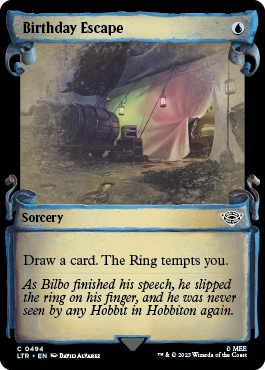 Birthday Escape
Sorcery
Draw a card. The Ring tempts you.
As Bilbo finished his speech, he slipped
the ring on his finger, and he was never
seen by any Hobbit in Hobbiton again.
C 0494
LTR • EN DAVID ALVAREZ
MEE
™ & © 2023 Wizards of the Coast